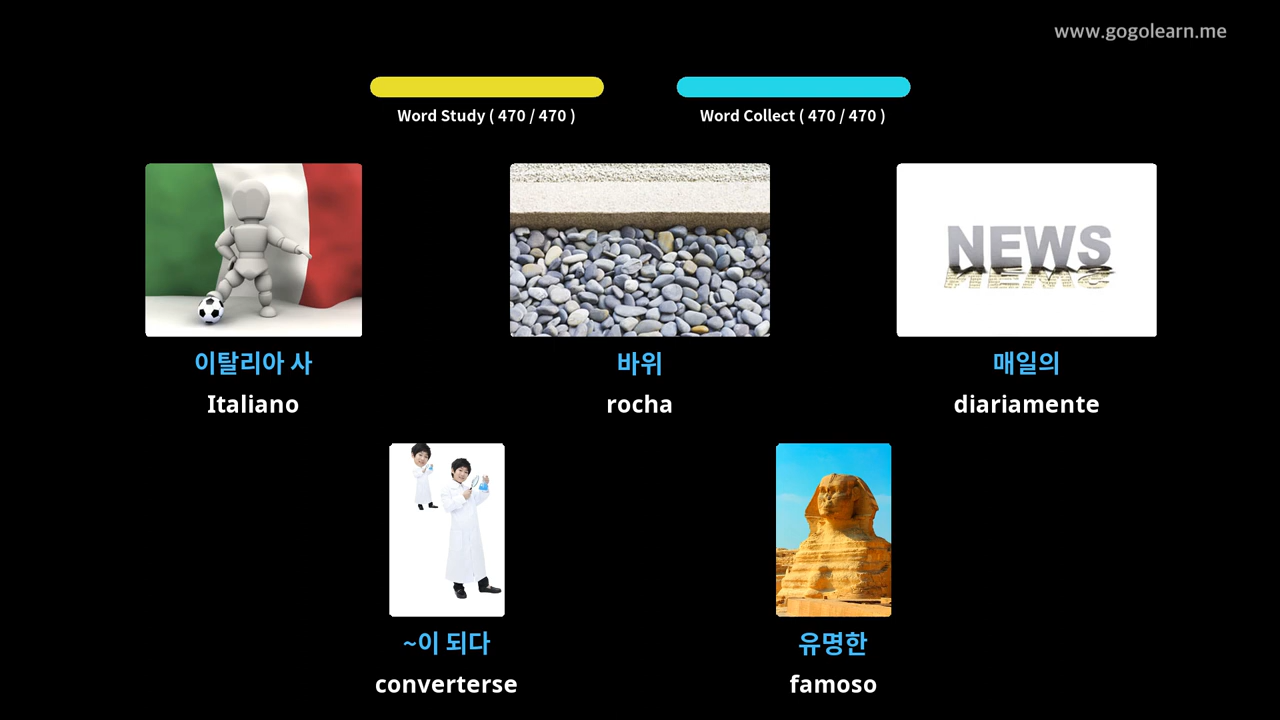 www.gogolearn.me
Word Study ( 470 / 470 )
Word Collect ( 470 / 470 )
NEWS
이탈리아 사
Italiano
바위
rocha
매일의
diariamente
~이 되다
converterse
유명한
famoso